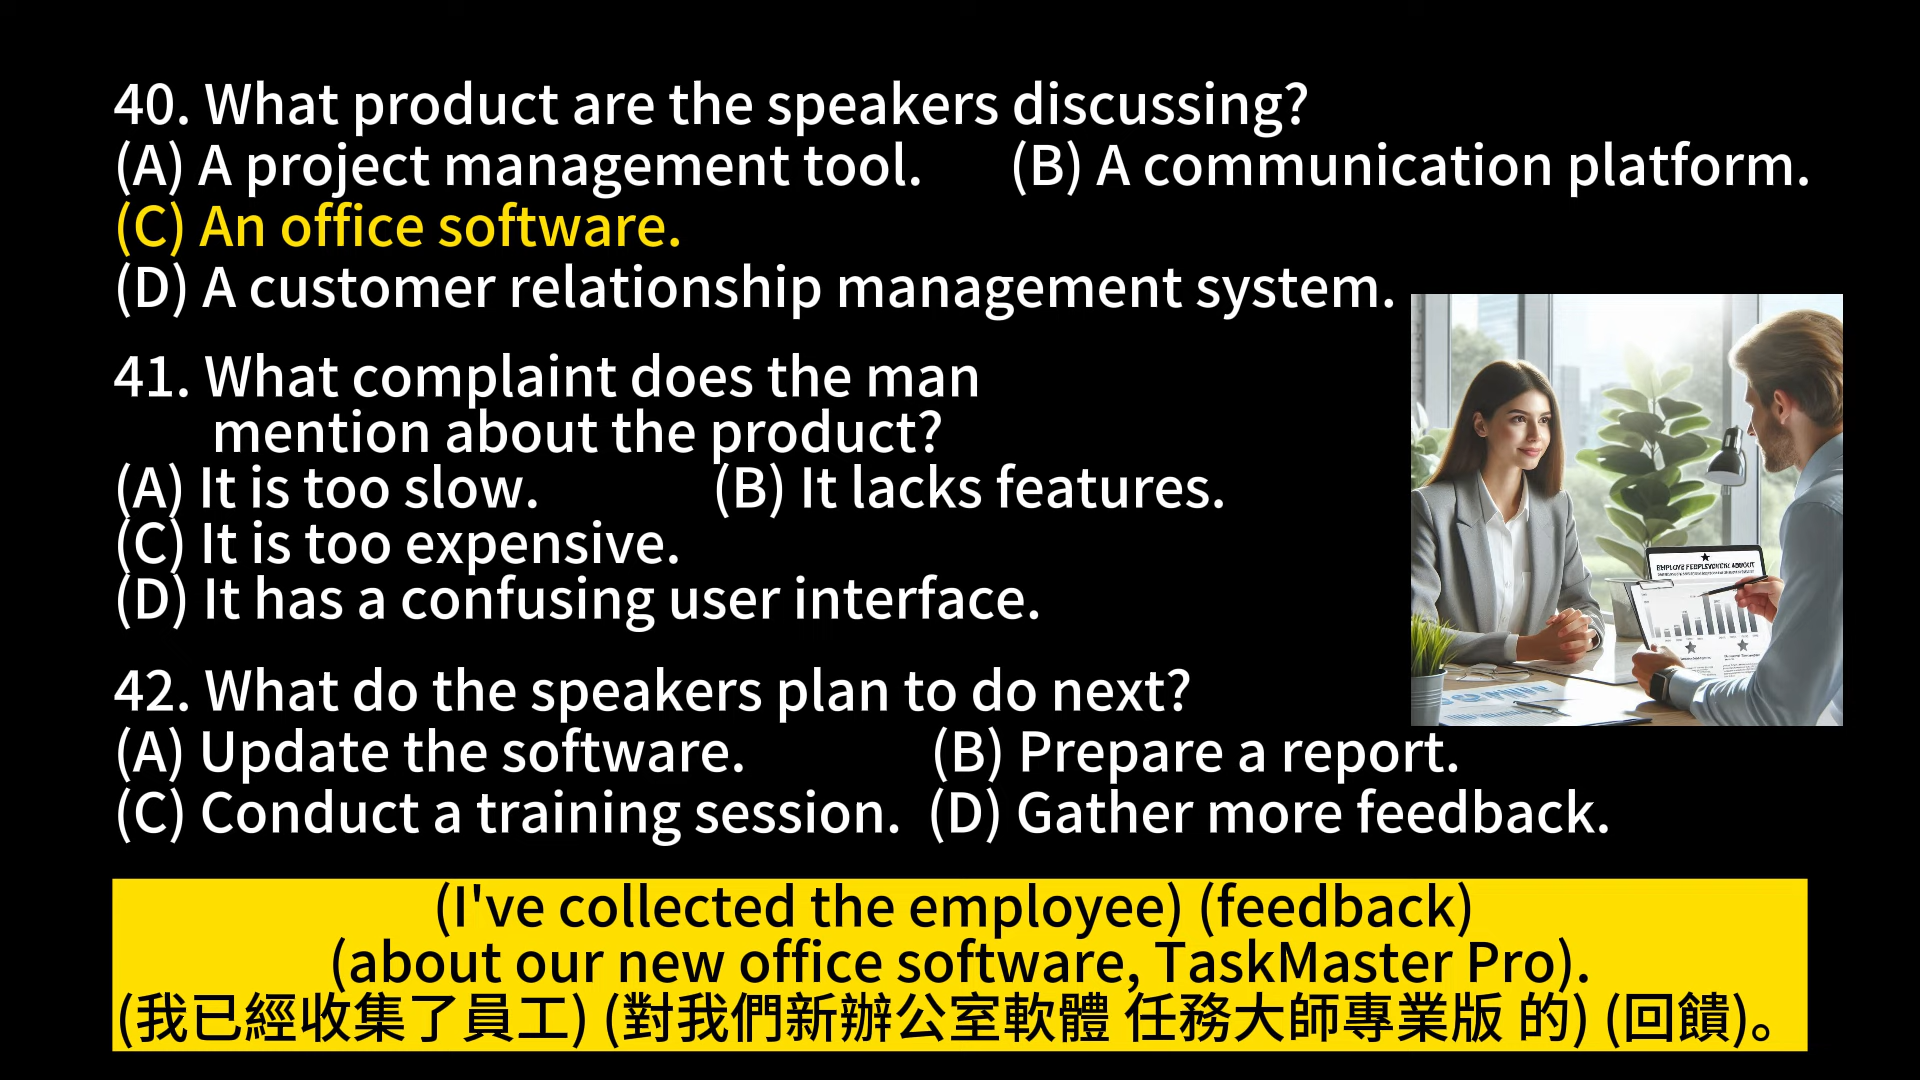 40. What product are the speakers discussing?
(A) A project management tool. (B) A communication platform.
(C) An office software.
(D) A customer relationship management system.
41. What complaint does the man
mention about the product?
(A) It is too slow. (B) It lacks features.
(C) It is too expensive.
(D) It has a confusing user interface.
42. What do the speakers plan to do next?
(A) Update the software. (B) Prepare a report.
(C) Conduct a training session. (D) Gather more feedback.
(I've collected the employee) (feedback)
(about our new office software, TaskMaster Pro).
(我已經收集了員工) (對我們新辦公室軟體 任務大師專業版 的) (回饋)。